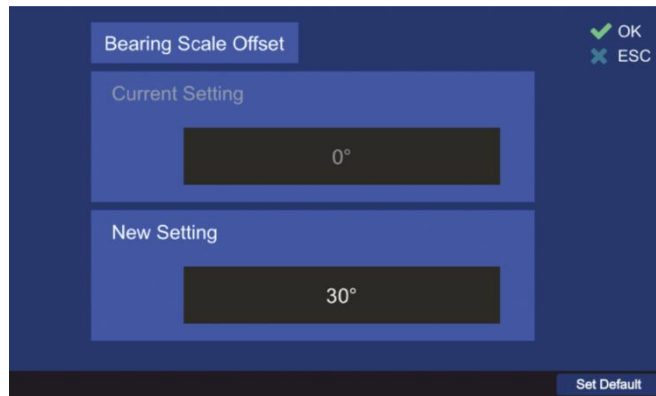 Bearing Scale Offset
OK
ESC
Current Setting
0°
New Setting
30°
Set Default